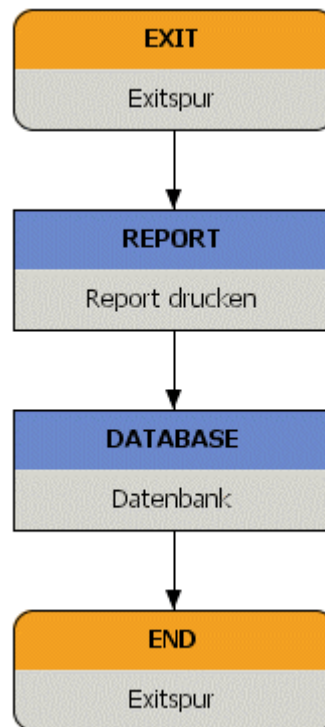 EXIT
Exitspur
REPORT
Report drucken
DATABASE
Datenbank
END
Exitspur